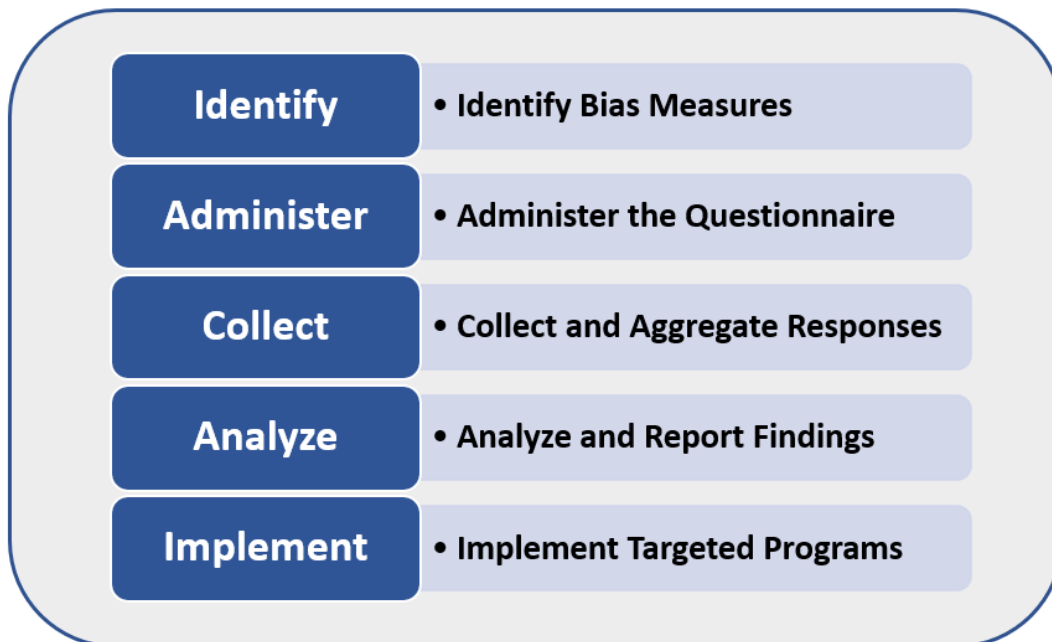 Identify
• Identify Bias Measures
Administer
• Administer the Questionnaire
Collect
• Collect and Aggregate Responses
Analyze
• Analyze and Report Findings
Implement
• Implement Targeted Programs